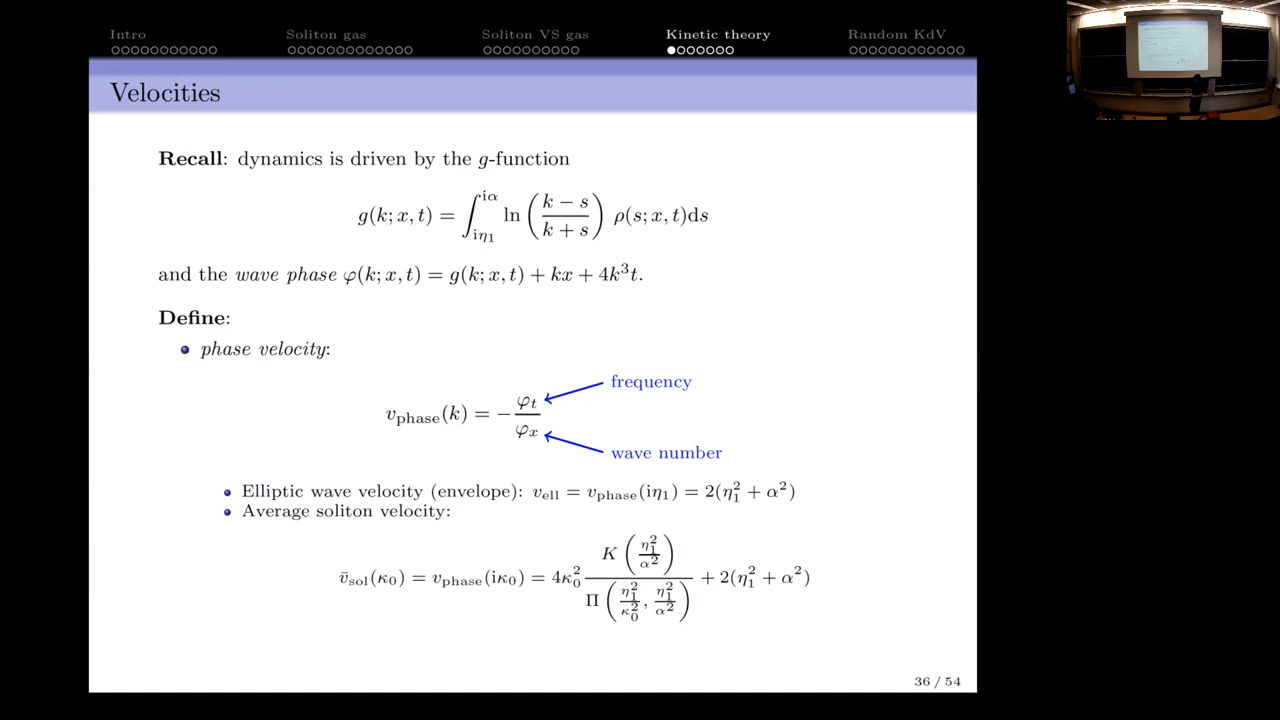 Intro Soliton gas Soliton VS gas Kinetic theory Random KdV
Velocities
Recall: dynamics is driven by the g-function
g(k; x, t) = ∫_{iη₁}^{iα} ln((k − s)/(k + s)) ρ(s; x, t)ds
and the wave phase φ(k; x, t) = g(k; x, t) + kx + 4k³t.
Define:
phase velocity:
frequency
v_phase(k) = −φ_t/φ_x
wave number
Elliptic wave velocity (envelope): v_ell = v_phase(iη₁) = 2(η₁² + α²)
Average soliton velocity:
v̄_sol(κ₀) = v_phase(iκ₀) = 4κ₀² K(η₁²/α²)/Π(η₁²/κ₀², η₁²/α²) + 2(η₁² + α²)
36 / 54